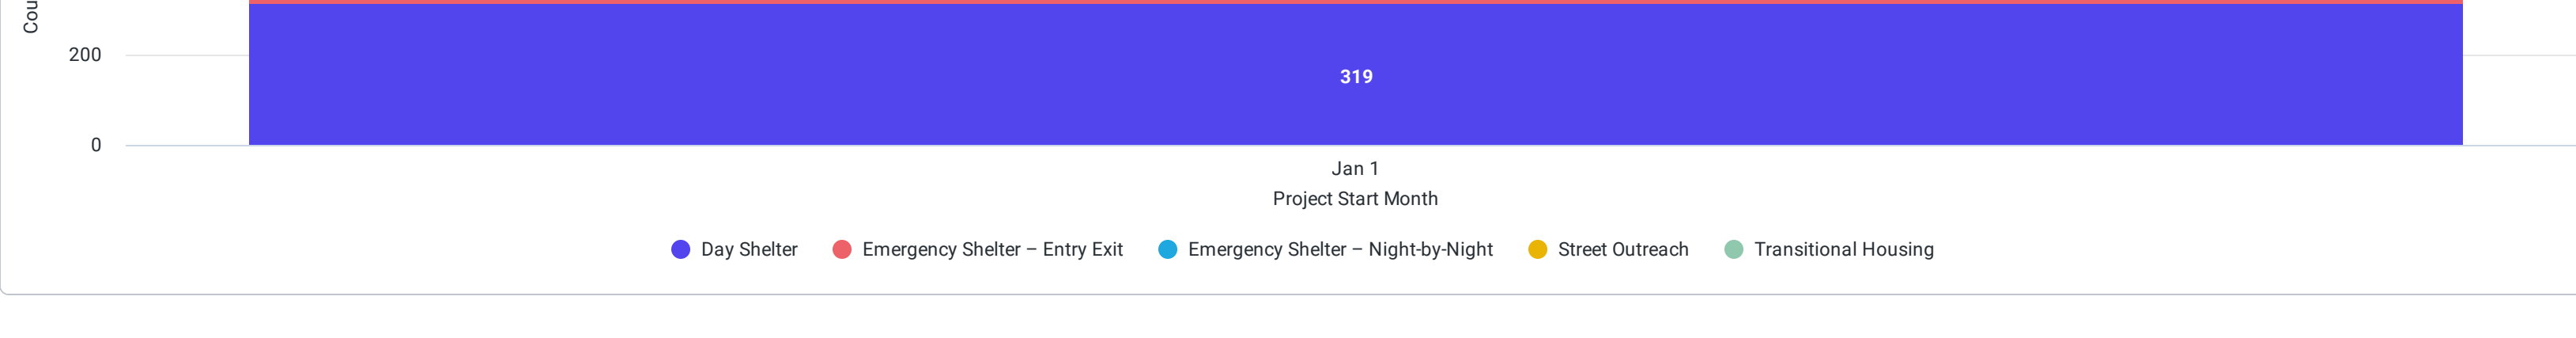 200
319
0
Jan 1
Project Start Month
Day Shelter Emergency Shelter – Entry Exit Emergency Shelter – Night-by-Night Street Outreach Transitional Housing